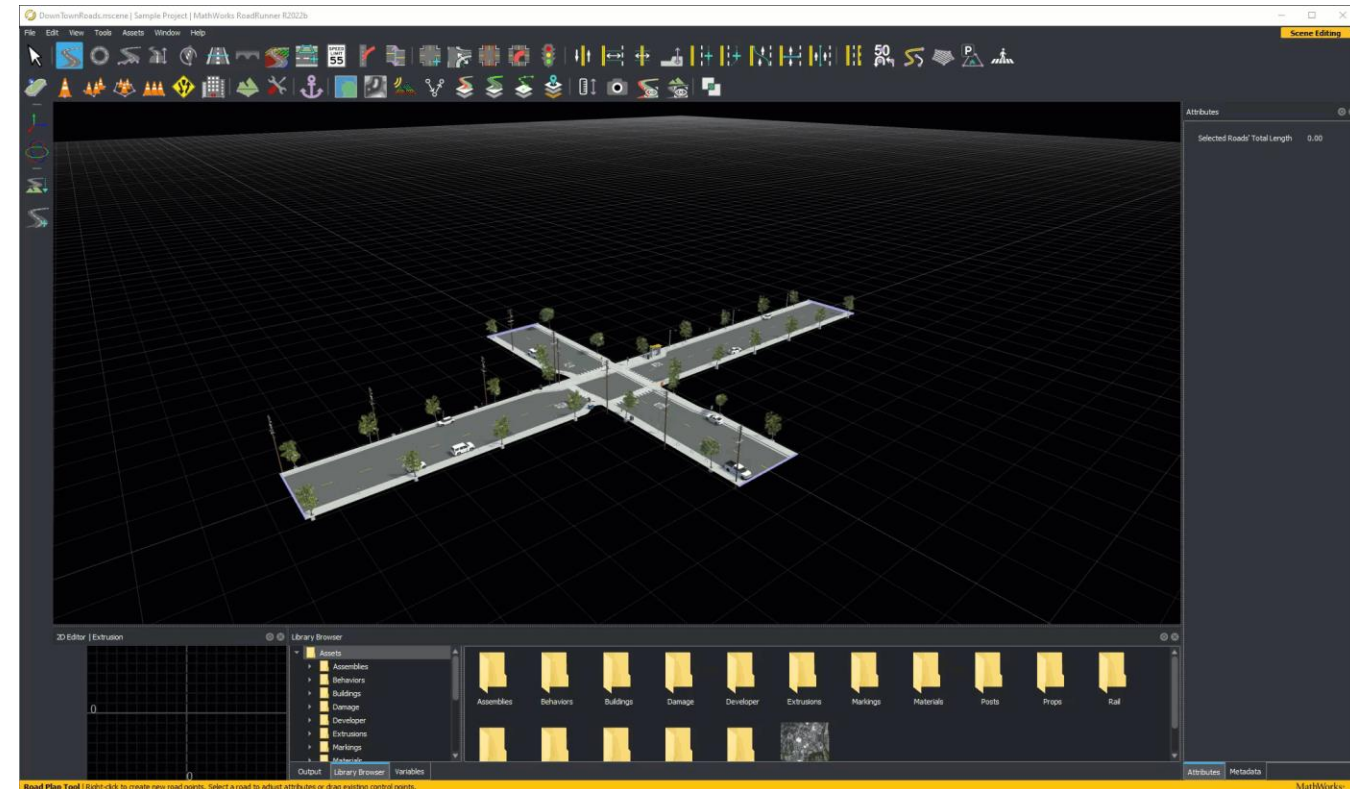 DownTownRoads.rrscene | Sample Project | MathWorks RoadRunner R2022b
File Edit View Tools Assets Window Help
Scene Editing
SPEED LIMIT 55
50
P
Attributes
Selected Roads' Total Length 0.00
2D Editor | Extrusion
0
0
Library Browser
Assets
Assemblies
Behaviors
Buildings
Damage
Developer
Extrusions
Markings
Materials
Assemblies Behaviors Buildings Damage Developer Extrusions Markings Materials Posts Props Rail
Output Library Browser Variables
Attributes Metadata
Road Plan Tool | Right-click to create new road points. Select a road to adjust attributes or drag existing control points.
MathWorks